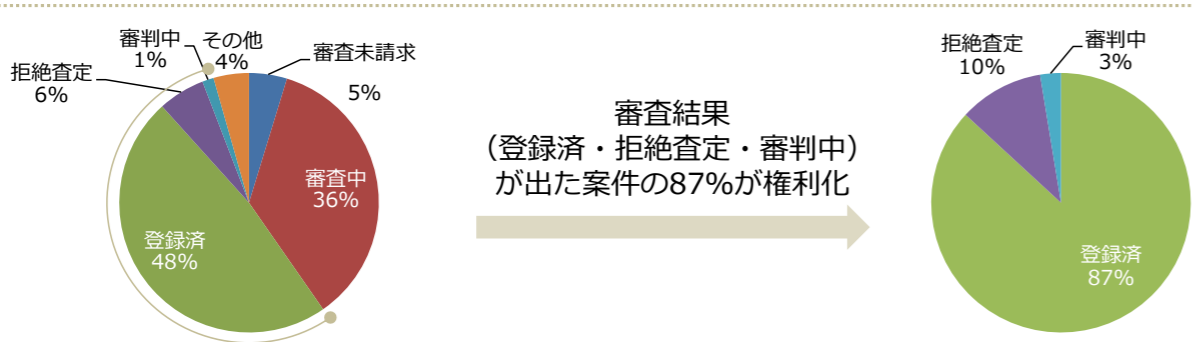 審判中
1%
その他
4%
審査未請求
5%
拒絶査定
6%
審査中
36%
登録済
48%
審査結果
（登録済・拒絶査定・審判中）
が出た案件の87%が権利化
拒絶査定
10%
審判中
3%
登録済
87%